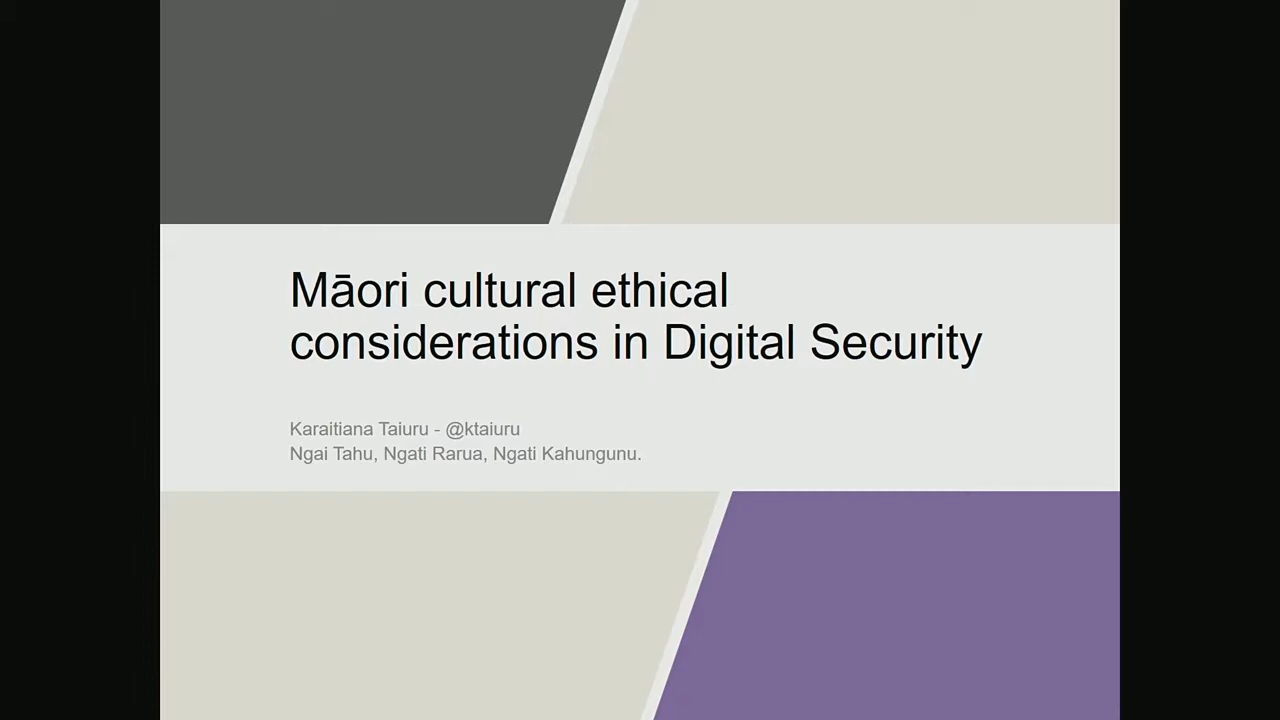 Māori cultural ethical
considerations in Digital Security
Karaitiana Taiuru - @ktaiuru
Ngai Tahu, Ngati Rarua, Ngati Kahungunu.